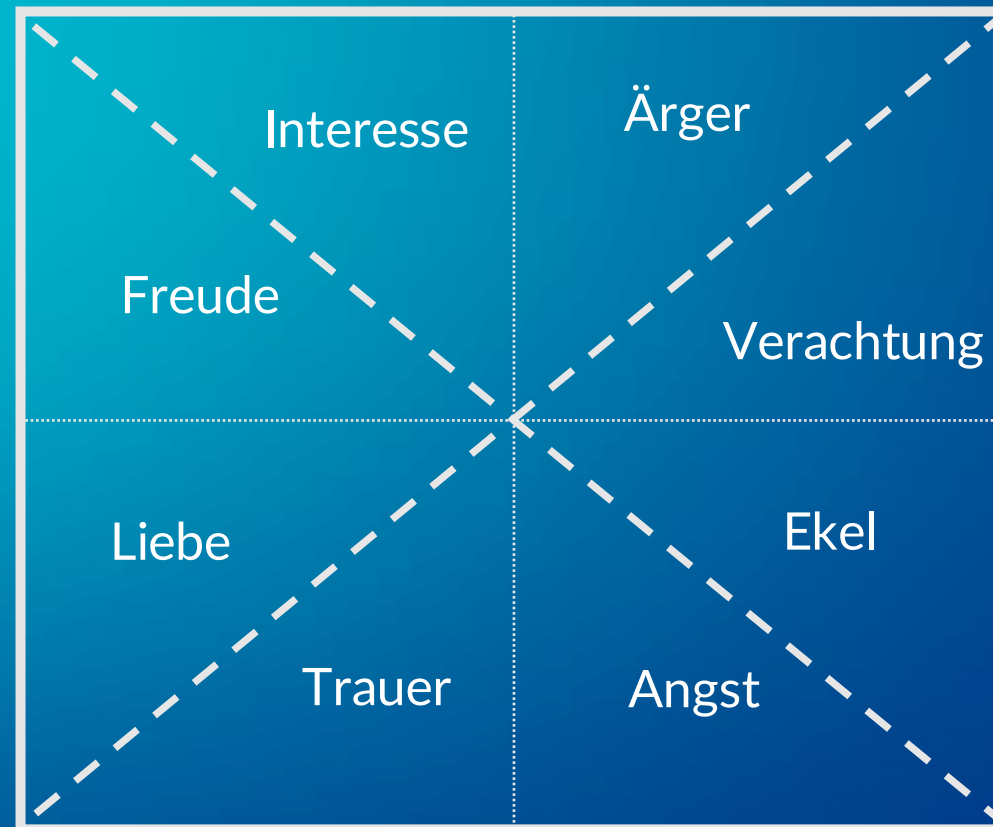 Interesse
Ärger
Freude
Verachtung
Liebe
Ekel
Trauer
Angst